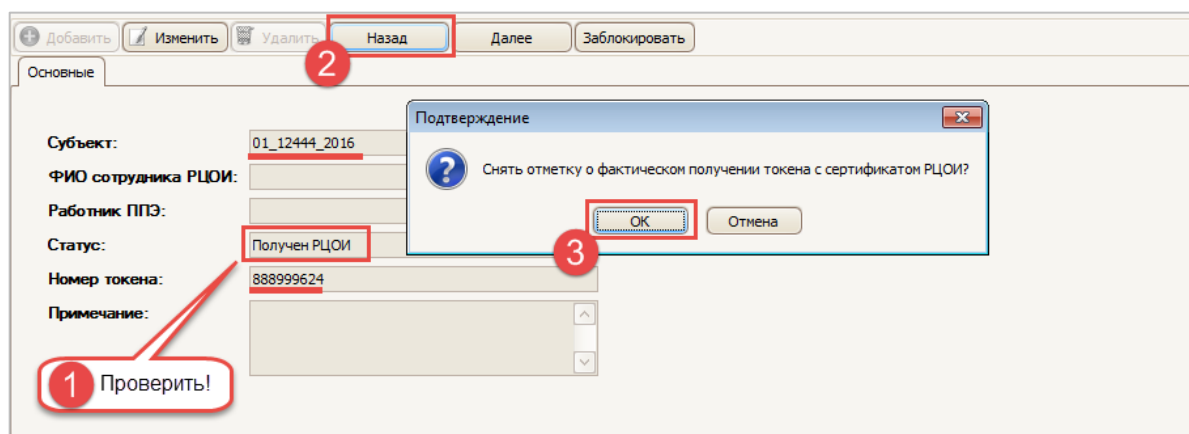 Добавить Изменить Удалить Назад Далее Заблокировать
2
Основные
Подтверждение
Снять отметку о фактическом получении токена с сертификатом РЦОИ?
ОК Отмена
3
Субъект: 01_12444_2016
ФИО сотрудника РЦОИ:
Работник ППЭ:
Статус: Получен РЦОИ
Номер токена: 888999624
Примечание:
1 Проверить!